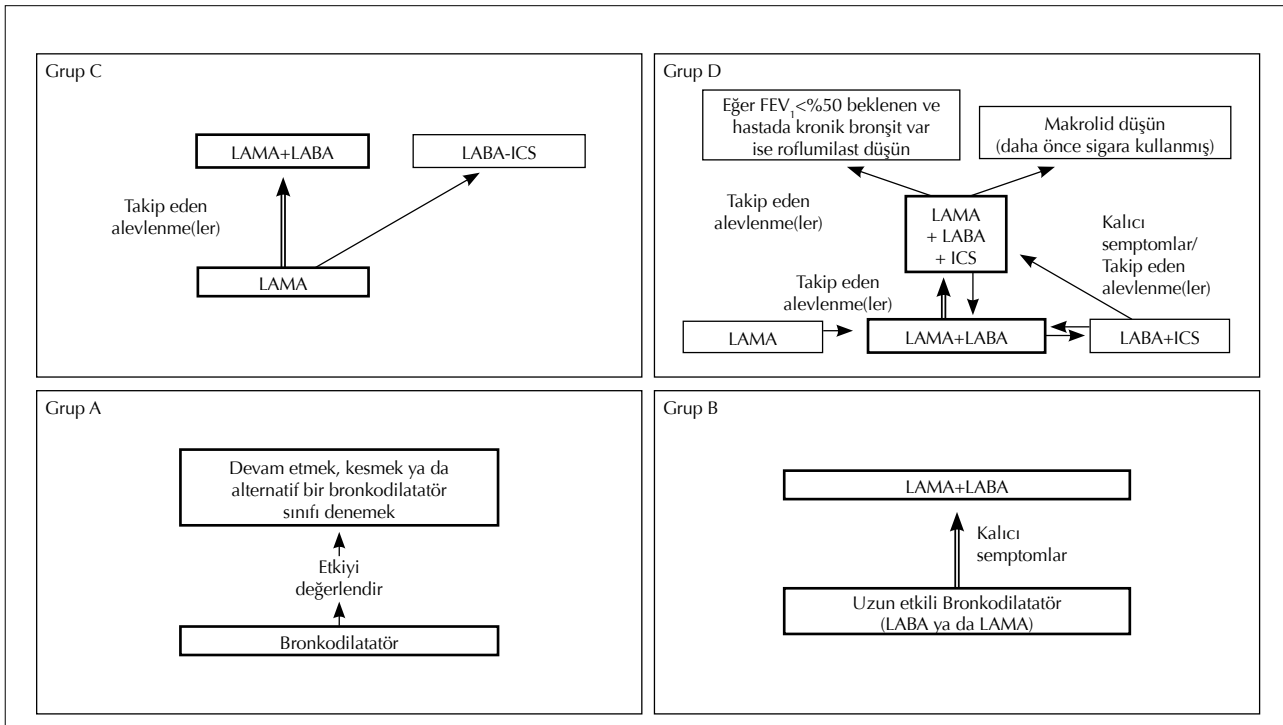 Grup C
LAMA+LABA
LABA-ICS
Takip eden
alevlenme(ler)
LAMA
Grup D
Eğer FEV1<%50 beklenen ve
hastada kronik bronşit var
ise roflumilast düşün
Makrolid düşün
(daha önce sigara kullanmış)
Takip eden
alevlenme(ler)
LAMA
+ LABA
+ ICS
Kalıcı
semptomlar/
Takip eden
alevlenme(ler)
Takip eden
alevlenme(ler)
LAMA
LAMA+LABA
LABA+ICS
Grup A
Devam etmek, kesmek ya da
alternatif bir bronkodilatatör
sınıfı denemek
Etkiyi
değerlendir
Bronkodilatatör
Grup B
LAMA+LABA
Kalıcı
semptomlar
Uzun etkili Bronkodilatatör
(LABA ya da LAMA)